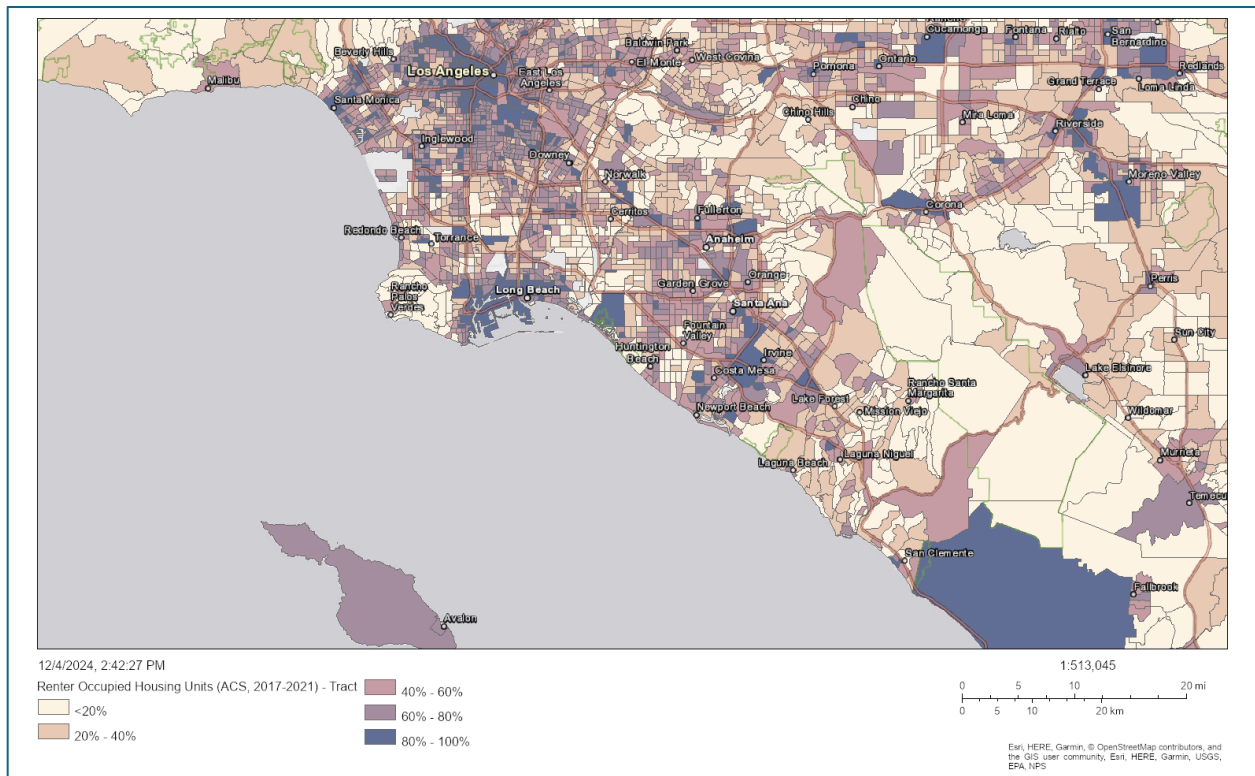 Rancho
Cucamonga
Fontana
Rialto
San
Bernardino
Baldwin Park
Beverly Hills
West Covina
El Monte
Los Angeles
East Los
Angeles
Pomona
Ontario
Redlands
Grand Terrace
Loma Linda
Malibu
Santa Monica
Chino
Chino Hills
Mira Loma
Riverside
Inglewood
Downey
Norwalk
Moreno Valley
Cerritos
Fullerton
Corona
Redondo Beach
Torrance
Anaheim
Orange
Perris
Rancho
Palos
Verdes
Long Beach
Garden Grove
Santa Ana
Fountain
Valley
Sun City
Huntington
Beach
Irvine
Costa Mesa
Lake Elsinore
Rancho Santa
Margarita
Lake Forest
Mission Viejo
Newport Beach
Wildomar
Laguna Beach
Laguna Niguel
Murrieta
Temecu
San Clemente
Fallbrook
Avalon
12/4/2024, 2:42:27 PM
1:513,045
Renter Occupied Housing Units (ACS, 2017-2021) - Tract
<20%
20% - 40%
40% - 60%
60% - 80%
80% - 100%
0 5 10 20 mi
0 5 10 20 km
Esri, HERE, Garmin, © OpenStreetMap contributors, and
the GIS user community, Esri, HERE, Garmin, USGS,
EPA, NPS